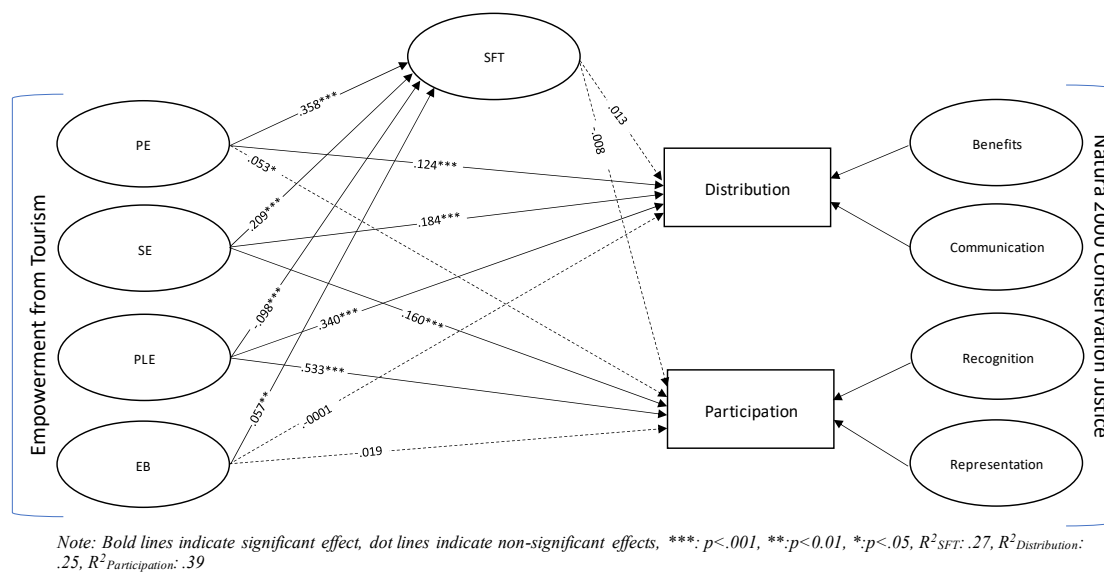 SFT
Empowerment from Tourism
PE
SE
PLE
EB
.358***
.053*
.124***
.209***
.184***
.098***
.340***
.160***
.533***
.057**
-.0001
.019
.013
.008
Distribution
Participation
Benefits
Communication
Recognition
Representation
Natura 2000 Conservation Justice
Note: Bold lines indicate significant effect, dot lines indicate non-significant effects, ***: p<.001, **:p<0.01, *:p<.05, R²SFT: .27, R²Distribution:
.25, R²Participation: .39